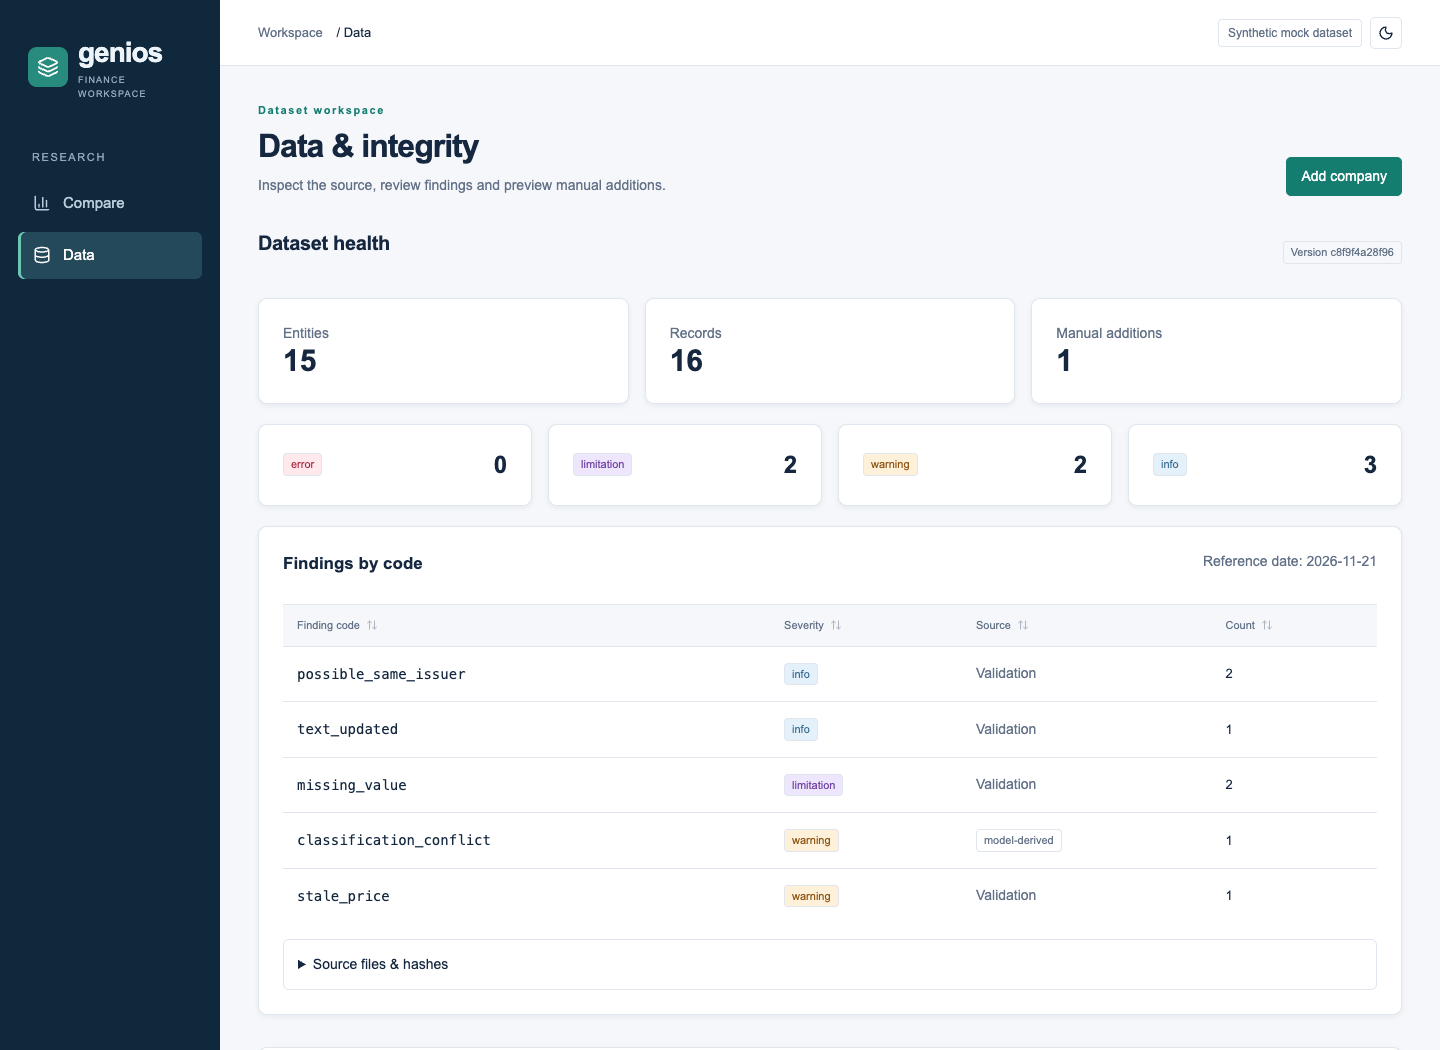 genios
FINANCE
WORKSPACE
RESEARCH
Compare
Data
Workspace / Data
Synthetic mock dataset
Dataset workspace
Data & integrity
Inspect the source, review findings and preview manual additions.
Add company
Dataset health
Version c8f9f4a28f96
Entities
15
Records
16
Manual additions
1
error 0
limitation 2
warning 2
info 3
Findings by code
Reference date: 2026-11-21
Finding code Severity Source Count
possible_same_issuer info Validation 2
text_updated info Validation 1
missing_value limitation Validation 2
classification_conflict warning model-derived 1
stale_price warning Validation 1
Source files & hashes